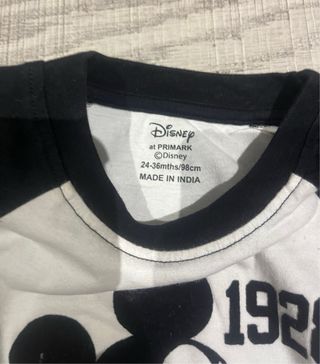 Disney
at PRIMARK
©Disney
24-36mths/98cm
MADE IN INDIA